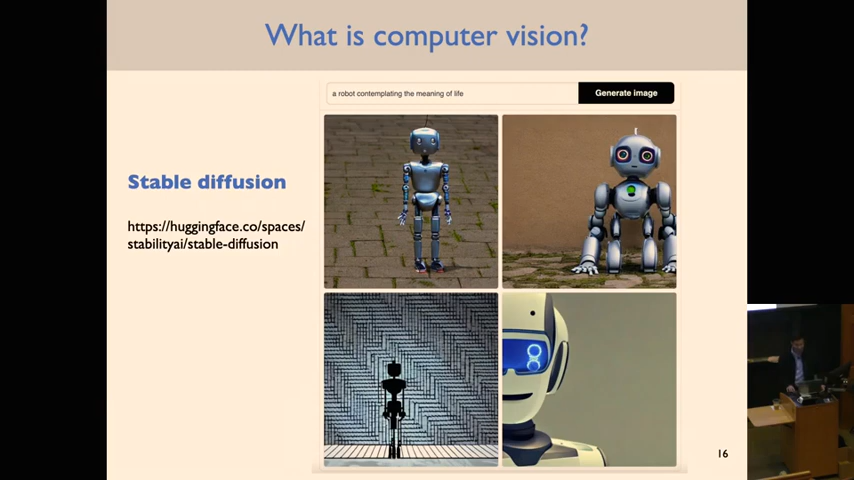 What is computer vision?
a robot contemplating the meaning of life
Generate image
Stable diffusion
https://huggingface.co/spaces/
stabilityai/stable-diffusion
16